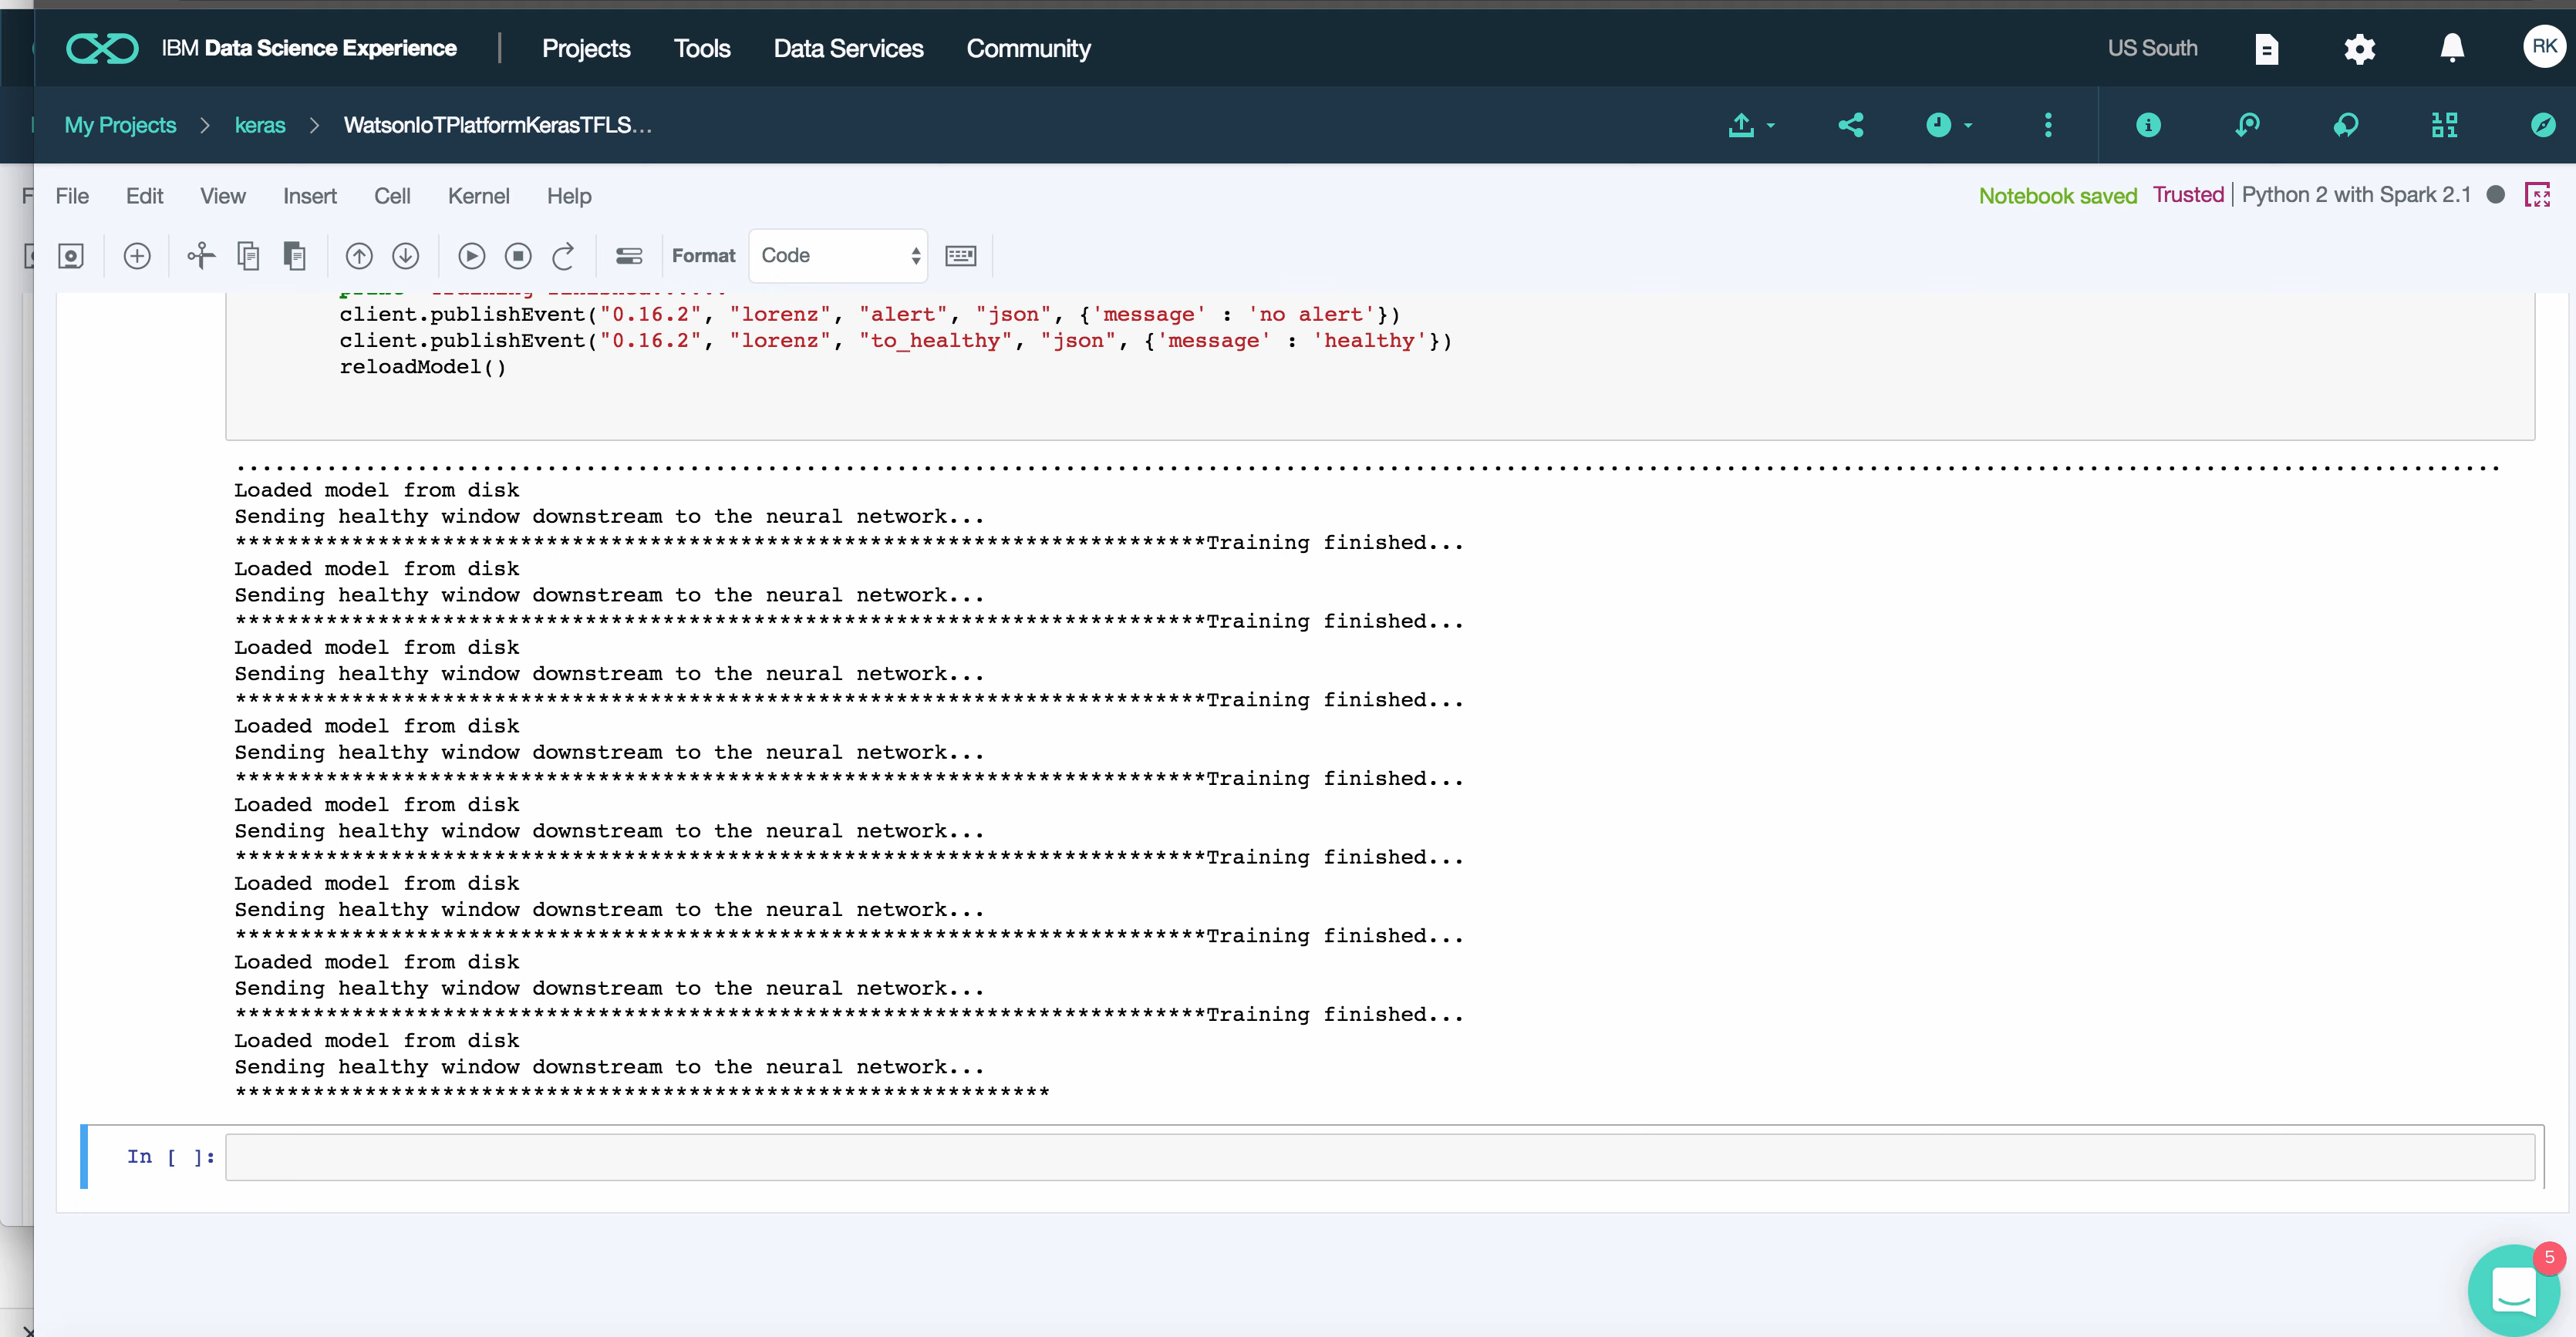 IBM Data Science Experience | Projects Tools Data Services Community US South RK
My Projects > keras > WatsonIoTPlatformKerasTFLS...
File Edit View Insert Cell Kernel Help Notebook saved Trusted | Python 2 with Spark 2.1
Format Code
client.publishEvent("0.16.2", "lorenz", "alert", "json", {'message' : 'no alert'})
client.publishEvent("0.16.2", "lorenz", "to_healthy", "json", {'message' : 'healthy'})
reloadModel()
Loaded model from disk
Sending healthy window downstream to the neural network...
***************************************************************************Training finished...
Loaded model from disk
Sending healthy window downstream to the neural network...
***************************************************************************Training finished...
Loaded model from disk
Sending healthy window downstream to the neural network...
***************************************************************************Training finished...
Loaded model from disk
Sending healthy window downstream to the neural network...
***************************************************************************Training finished...
Loaded model from disk
Sending healthy window downstream to the neural network...
***************************************************************************Training finished...
Loaded model from disk
Sending healthy window downstream to the neural network...
***************************************************************************Training finished...
Loaded model from disk
Sending healthy window downstream to the neural network...
***************************************************************************Training finished...
Loaded model from disk
Sending healthy window downstream to the neural network...
***************************************************************
In [ ]:
5